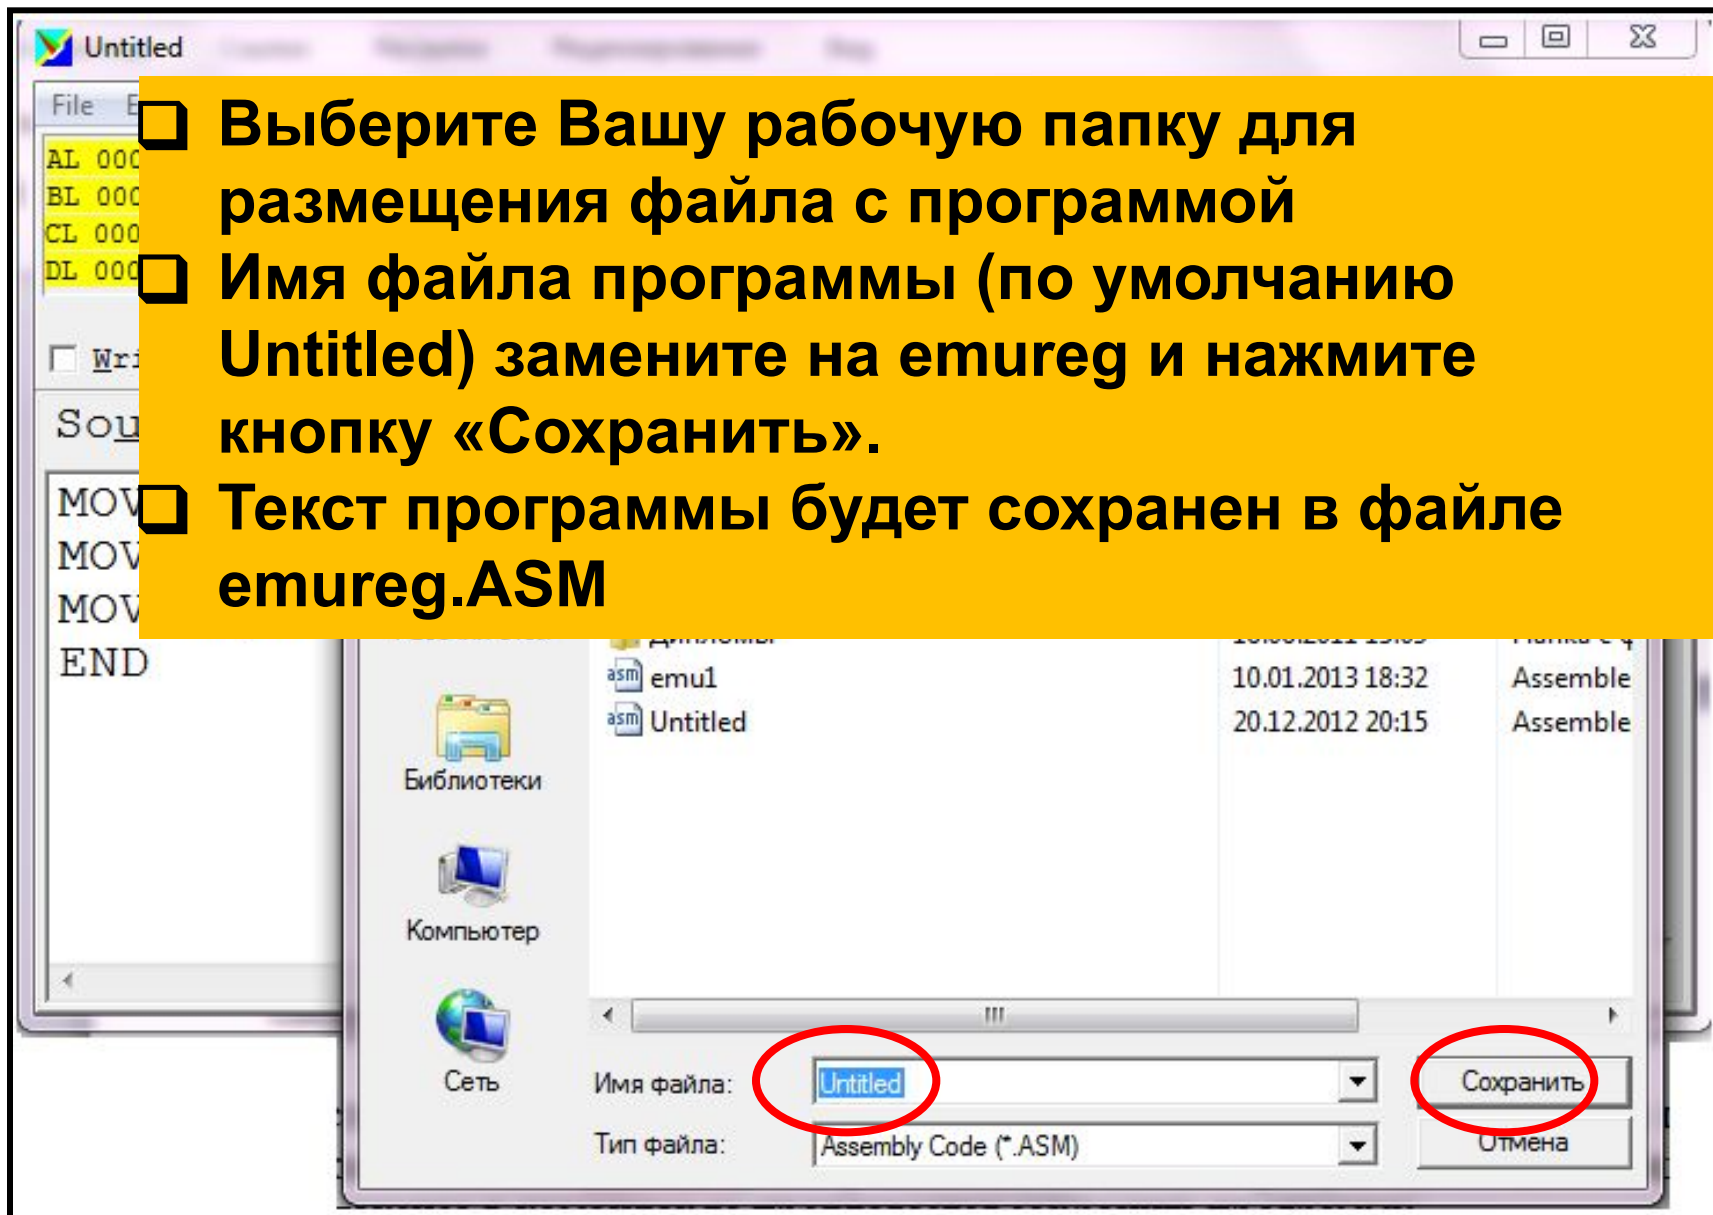 Untitled
File E
❑ Выберите Вашу рабочую папку для
размещения файла с программой
❑ Имя файла программы (по умолчанию
Untitled) замените на emureg и нажмите
кнопку «Сохранить».
❑ Текст программы будет сохранен в файле
emureg.ASM
AL 000
BL 000
CL 000
DL 000
Wri
Sou
MOV
MOV
MOV
END
emu1 10.01.2013 18:32 Assemble
Untitled 20.12.2012 20:15 Assemble
Библиотеки
Компьютер
Сеть
Имя файла: Untitled Сохранить
Тип файла: Assembly Code (*.ASM) Отмена